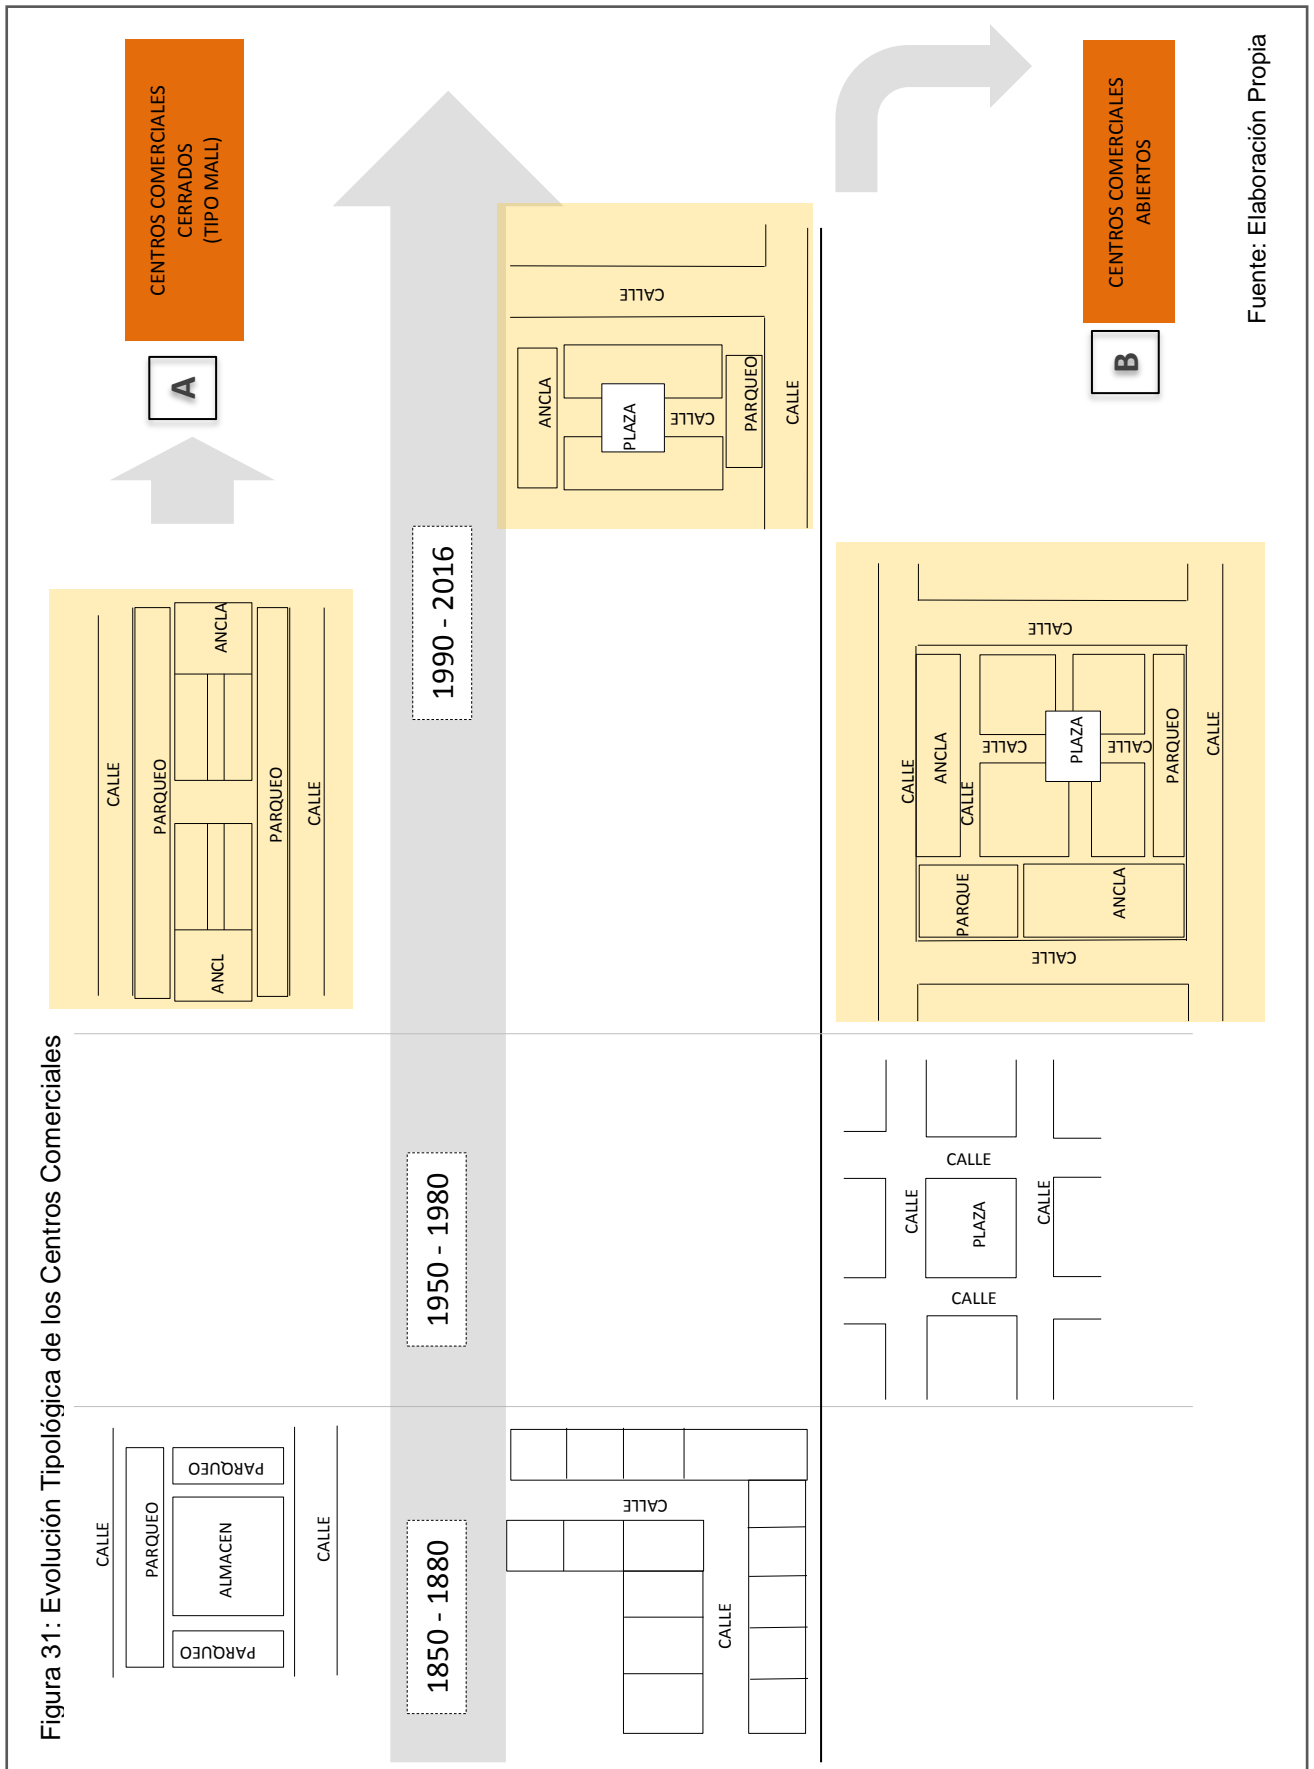 Figura 31: Evolución Tipológica de los Centros Comerciales
CALLE
PARQUEO
PARQUEO
ALMACEN
PARQUEO
CALLE
CALLE
PARQUEO
ANCL
ANCLA
PARQUEO
CALLE
A
CENTROS COMERCIALES
CERRADOS
(TIPO MALL)
1850 - 1880
1950 - 1980
1990 - 2016
CALLE
CALLE
ANCLA
PLAZA
CALLE
PARQUEO
CALLE
CALLE
CALLE
CALLE
PLAZA
CALLE
CALLE
CALLE
ANCLA
CALLE
PARQUE
ANCLA
CALLE
CALLE
PLAZA
CALLE
PARQUEO
CALLE
CALLE
B
CENTROS COMERCIALES
ABIERTOS
Fuente: Elaboración Propia